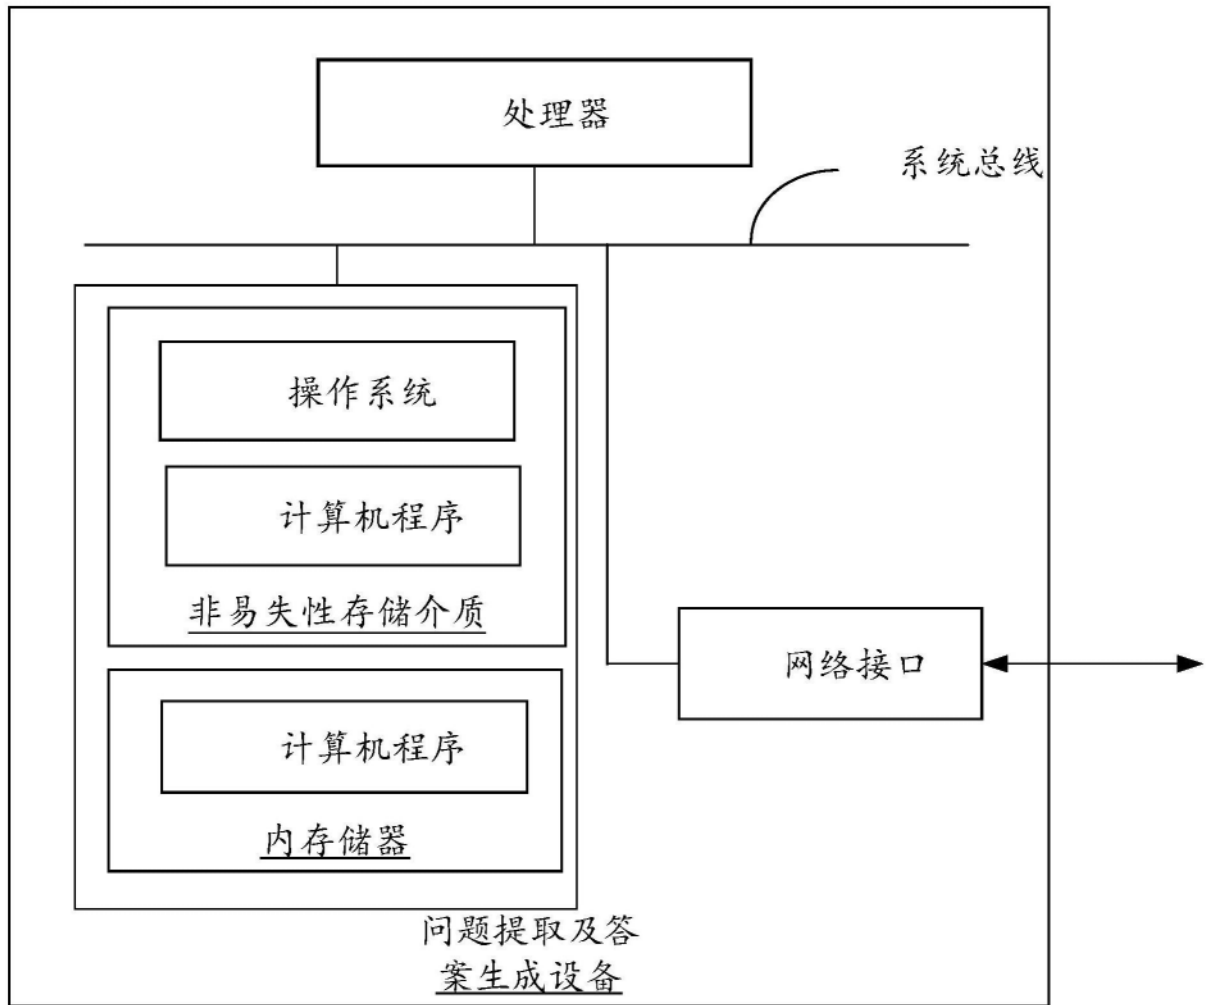 处理器
系统总线
操作系统
计算机程序
非易失性存储介质
网络接口
计算机程序
内存储器
问题提取及答
案生成设备